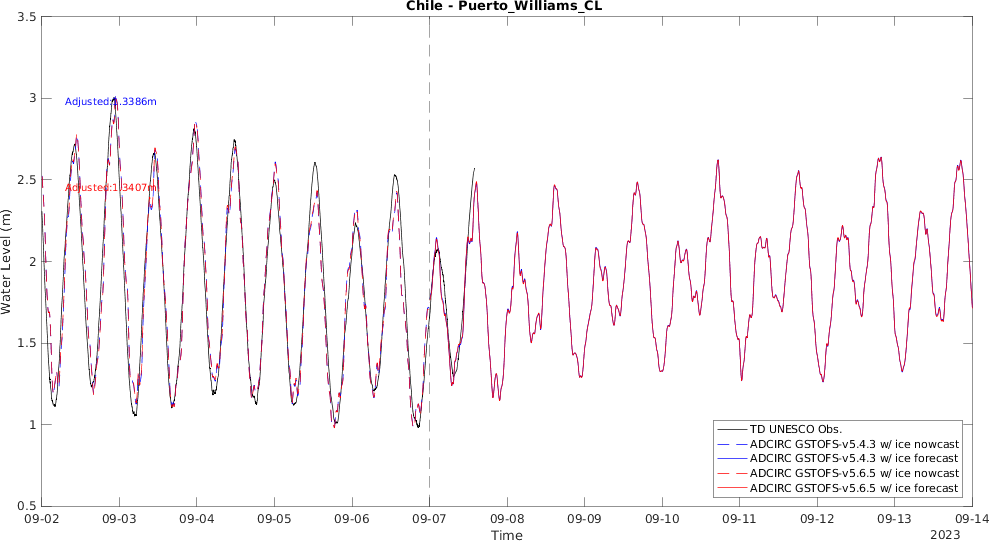 Chile - Puerto_Williams_CL
3.5
3
2.5
2
1.5
1
0.5
Water Level (m)
Adjusted:1.3386m
Adjusted:1.3407m
TD UNESCO Obs.
ADCIRC GSTOFS-v5.4.3 w/ ice nowcast
ADCIRC GSTOFS-v5.4.3 w/ ice forecast
ADCIRC GSTOFS-v5.6.5 w/ ice nowcast
ADCIRC GSTOFS-v5.6.5 w/ ice forecast
09-02 09-03 09-04 09-05 09-06 09-07 09-08 09-09 09-10 09-11 09-12 09-13 09-14
Time
2023